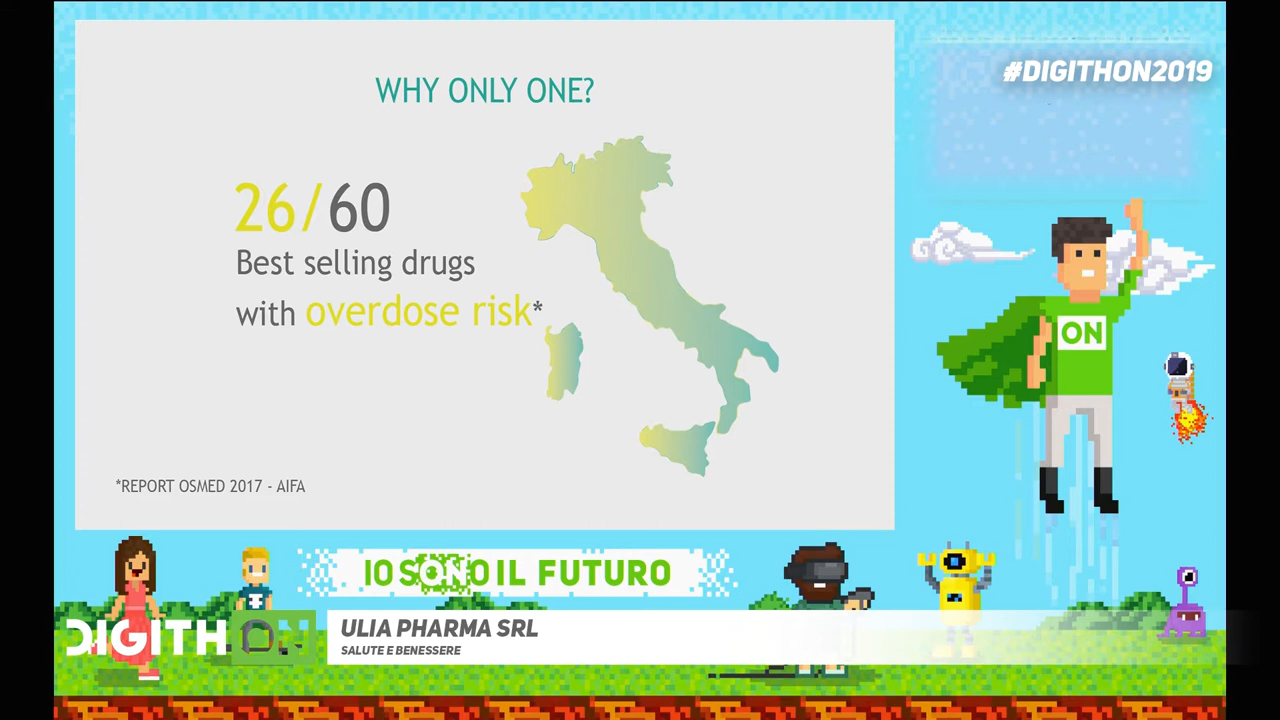 WHY ONLY ONE?
#DIGITHON2019
26/60
Best selling drugs
with overdose risk*
ON
*REPORT OSMED 2017 - AIFA
IO SONO IL FUTURO
DIGITHON
ULIA PHARMA SRL
SALUTE E BENESSERE